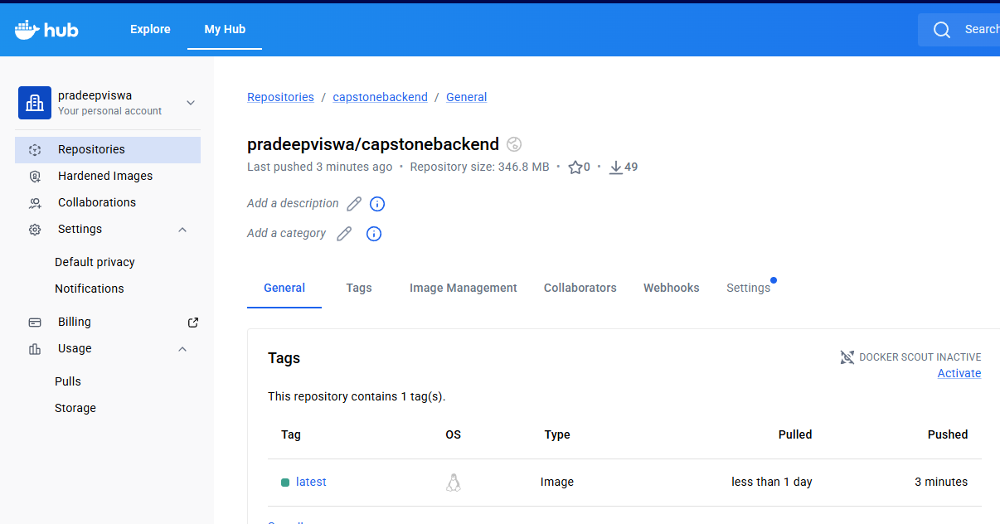 hub
Explore
My Hub
Search
pradeepviswa
Your personal account
Repositories
Hardened Images
Collaborations
Settings
Default privacy
Notifications
Billing
Usage
Pulls
Storage
Repositories / capstonebackend / General
pradeepviswa/capstonebackend
Last pushed 3 minutes ago • Repository size: 346.8 MB • 0 • 49
Add a description
Add a category
General Tags Image Management Collaborators Webhooks Settings
Tags
DOCKER SCOUT INACTIVE
Activate
This repository contains 1 tag(s).
Tag OS Type Pulled Pushed
latest Image less than 1 day 3 minutes